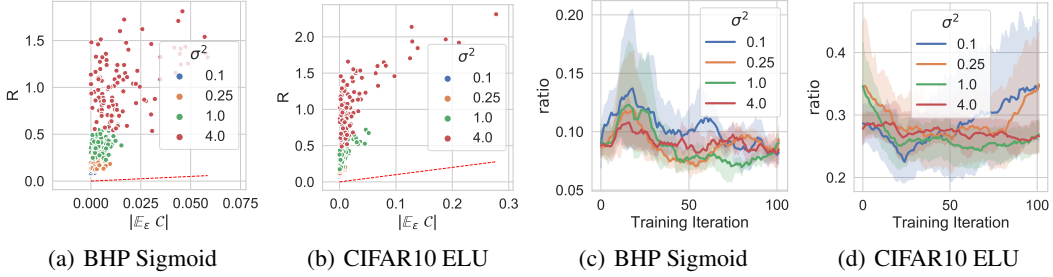 R
1.5
1.0
0.5
0.0
σ²
0.1
0.25
1.0
4.0
0.000 0.025 0.050 0.075
|𝔼ε C|
(a) BHP Sigmoid
R
2.0
1.5
1.0
0.5
0.0
σ²
0.1
0.25
1.0
4.0
0.0 0.1 0.2 0.3
|𝔼ε C|
(b) CIFAR10 ELU
ratio
0.20
0.15
0.10
0.05
σ²
0.1
0.25
1.0
4.0
0 50 100
Training Iteration
(c) BHP Sigmoid
ratio
0.4
0.3
0.2
σ²
0.1
0.25
1.0
4.0
0 50 100
Training Iteration
(d) CIFAR10 ELU